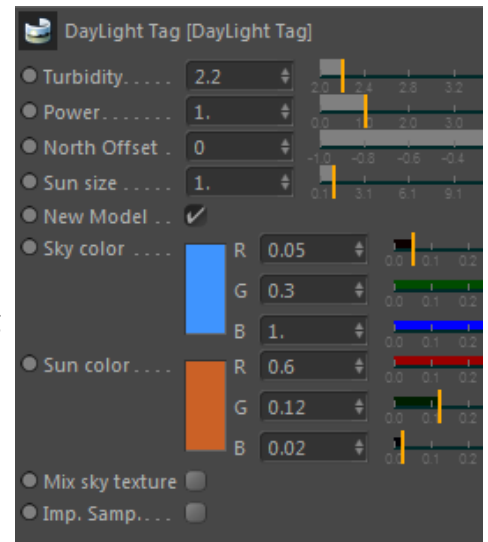 DayLight Tag [DayLight Tag]
Turbidity..... 2.2 2.0 2.4 2.8 3.2
Power....... 1. 0.0 1.0 2.0 3.0
North Offset . 0 -1.0 -0.8 -0.6 -0.4
Sun size ..... 1. 0.1 3.1 6.1 9.1
New Model ..
Sky color .... R 0.05 0.0 0.1 0.2
G 0.3 0.0 0.1 0.2
B 1. 0.0 0.1 0.2
Sun color.... R 0.6 0.0 0.1 0.2
G 0.12 0.0 0.1 0.2
B 0.02 0.0 0.1 0.2
Mix sky texture
Imp. Samp....